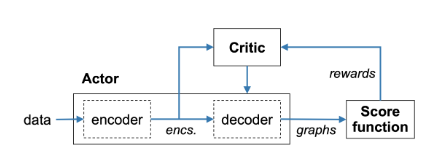 Critic
rewards
Actor
data
encoder
encs.
decoder
graphs
Score
function